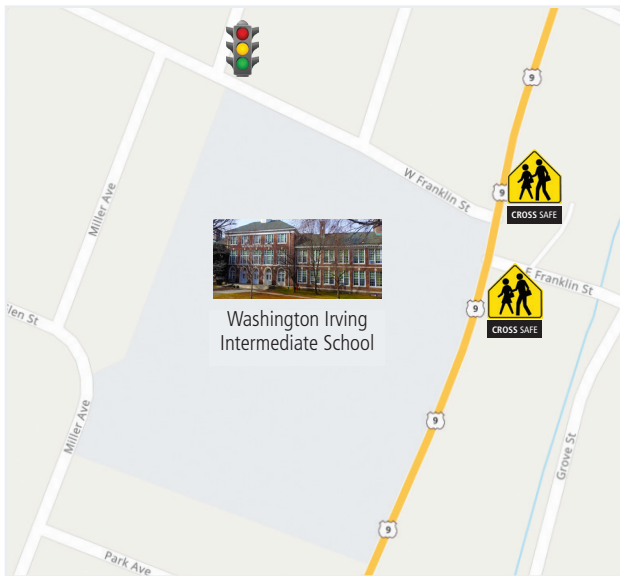 9
Miller Ave
W Franklin St
9
CROSS SAFE
E Franklin St
9
CROSS SAFE
Washington Irving
Intermediate School
len St
Miller Ave
9
Grove St
9
Park Ave